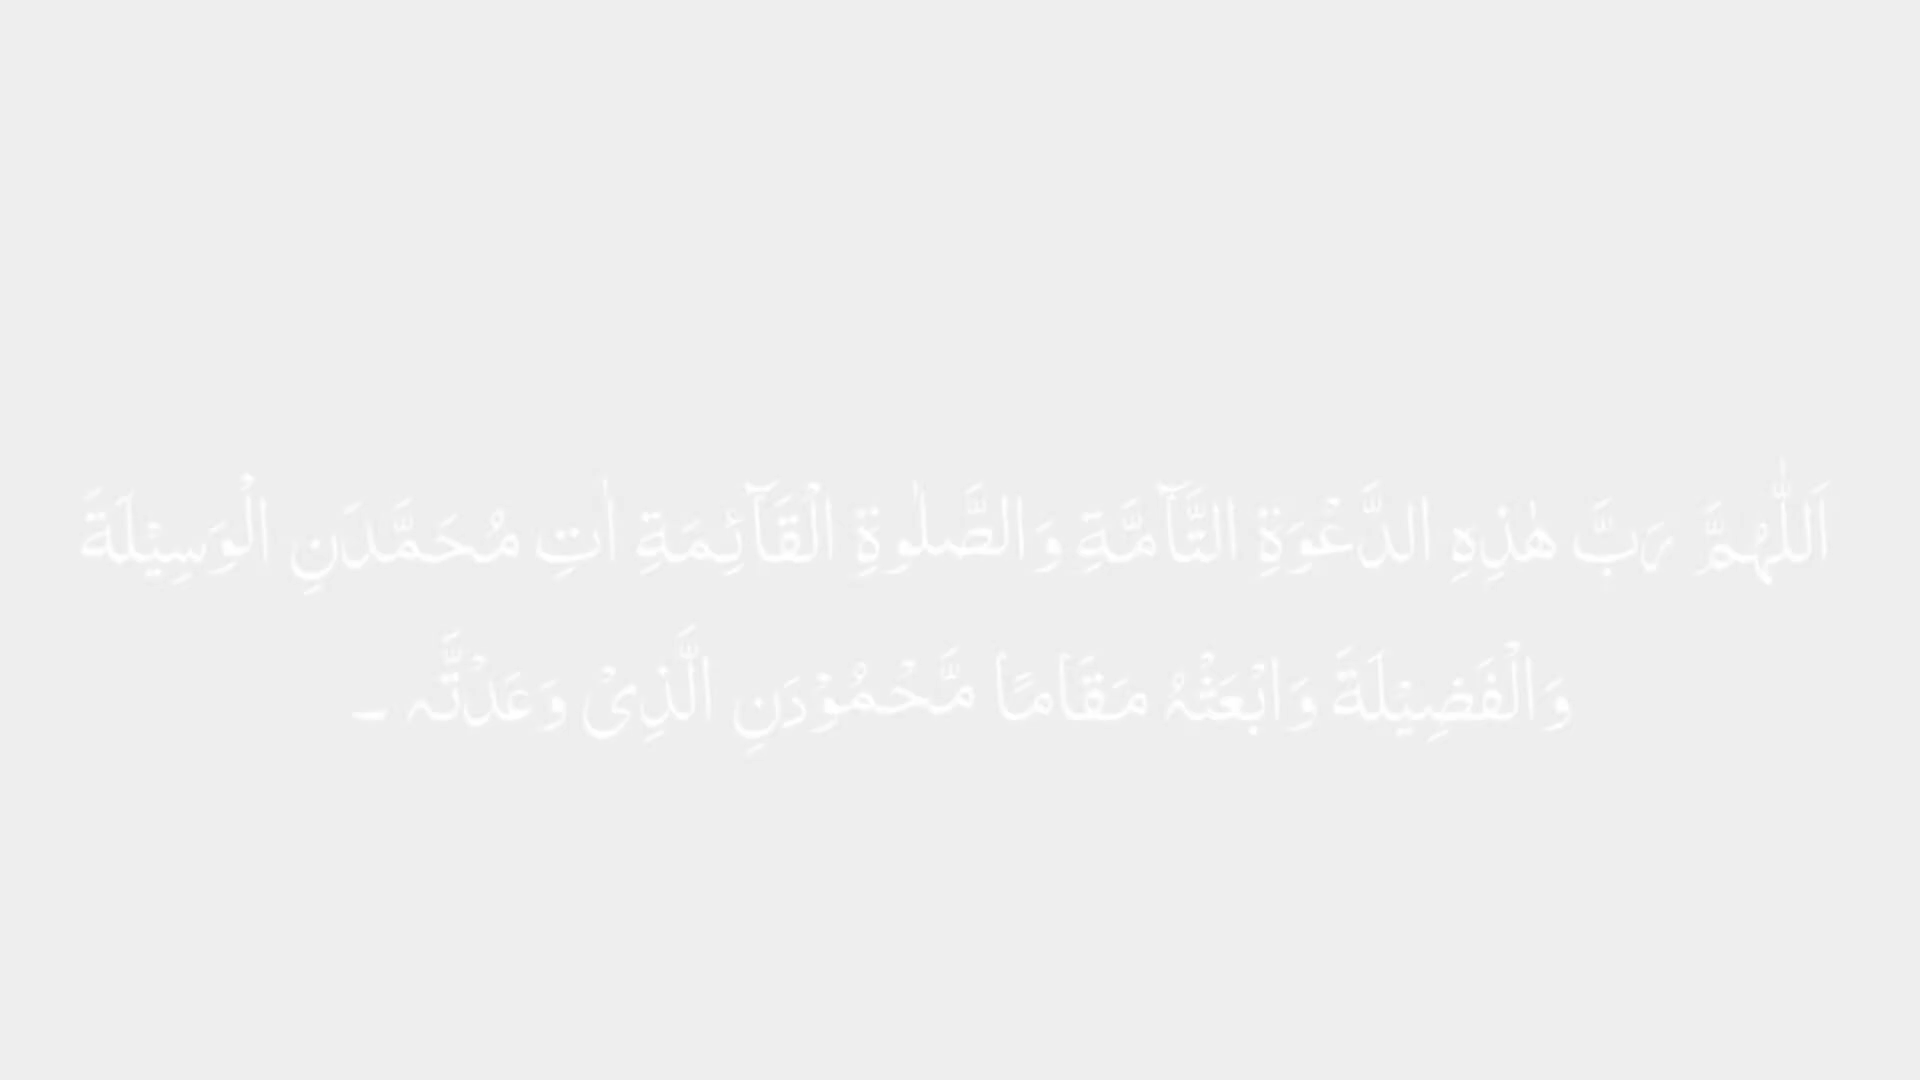 اَللّٰهُمَّ رَبَّ هٰذِهِ الدَّعْوَةِ التَّآمَّةِ وَالصَّلٰوةِ الْقَآئِمَةِ اٰتِ مُحَمَّدَنِ الْوَسِيْلَةَ
وَالْفَضِيْلَةَ وَابْعَثْهُ مَقَامًا مَّحْمُوْدَنِ الَّذِىْ وَعَدْتَّهٗ ـ